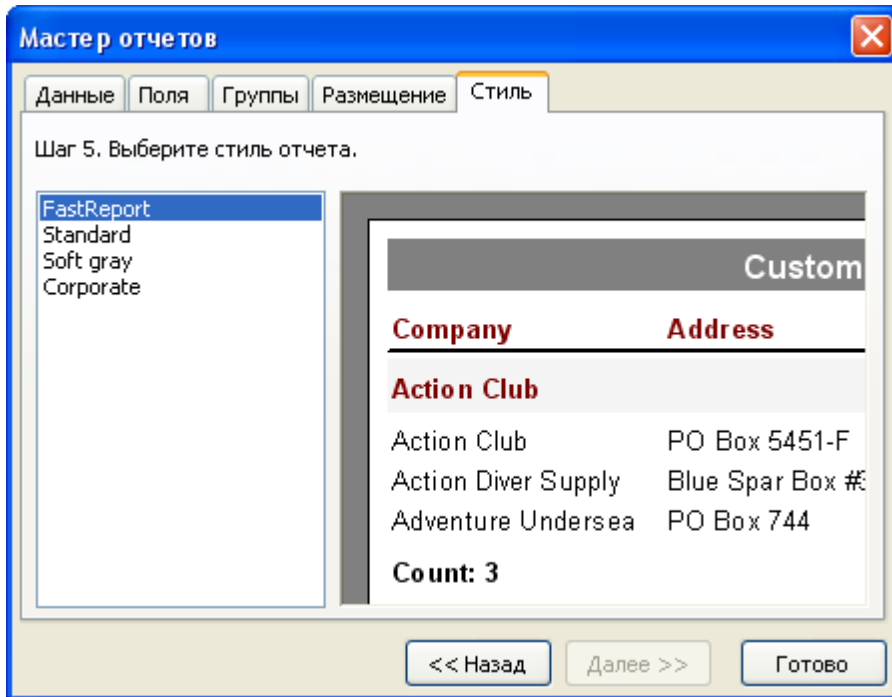 Мастер отчетов
Данные Поля Группы Размещение Стиль
Шаг 5. Выберите стиль отчета.
FastReport
Standard
Soft gray
Corporate
Custom
Company Address
Action Club
Action Club PO Box 5451-F
Action Diver Supply Blue Spar Box #3
Adventure Undersea PO Box 744
Count: 3
<< Назад Далее >> Готово